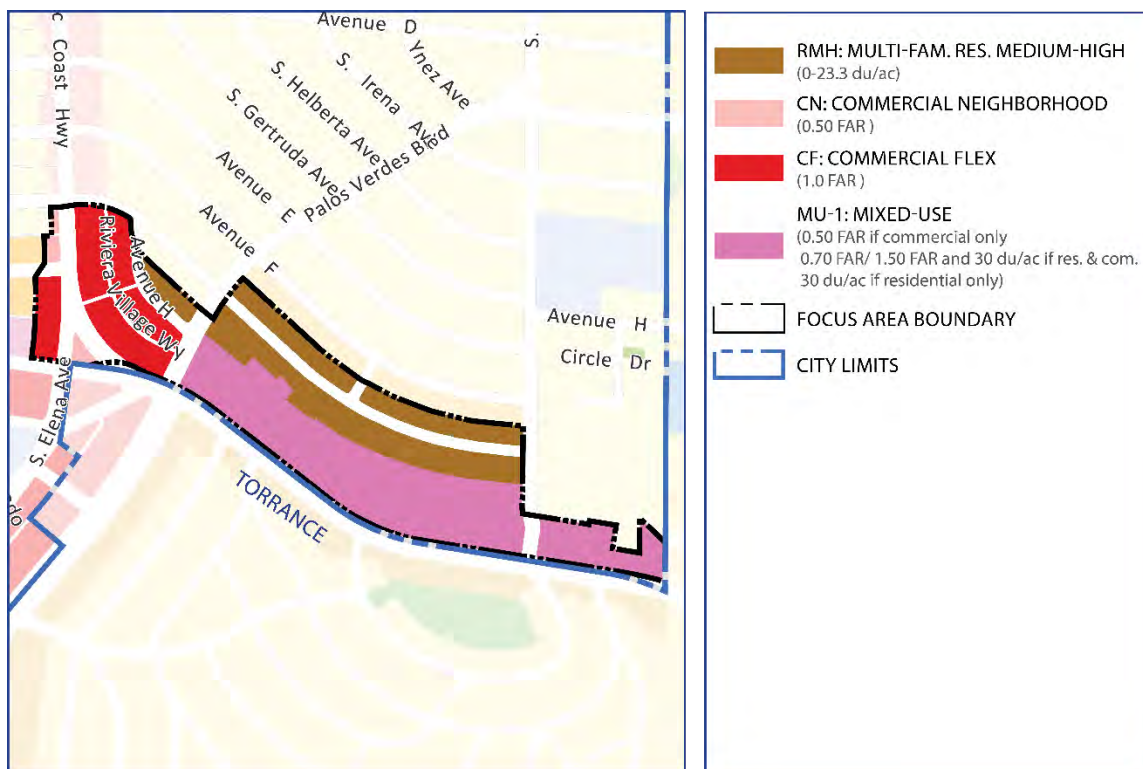 Avenue D
S.
c Coast Hwy
Ynez Ave
S. Irena Ave
S. Helberta Ave
S. Gertruda Ave
Palos Verdes Blvd
Avenue E
Avenue F
Riviera Village Wy
Avenue H
Avenue H
Circle Dr
S. Elena Ave
TORRANCE
do
RMH: MULTI-FAM. RES. MEDIUM-HIGH
(0-23.3 du/ac)
CN: COMMERCIAL NEIGHBORHOOD
(0.50 FAR )
CF: COMMERCIAL FLEX
(1.0 FAR )
MU-1: MIXED-USE
(0.50 FAR if commercial only
0.70 FAR/ 1.50 FAR and 30 du/ac if res. & com.
30 du/ac if residential only)
FOCUS AREA BOUNDARY
CITY LIMITS